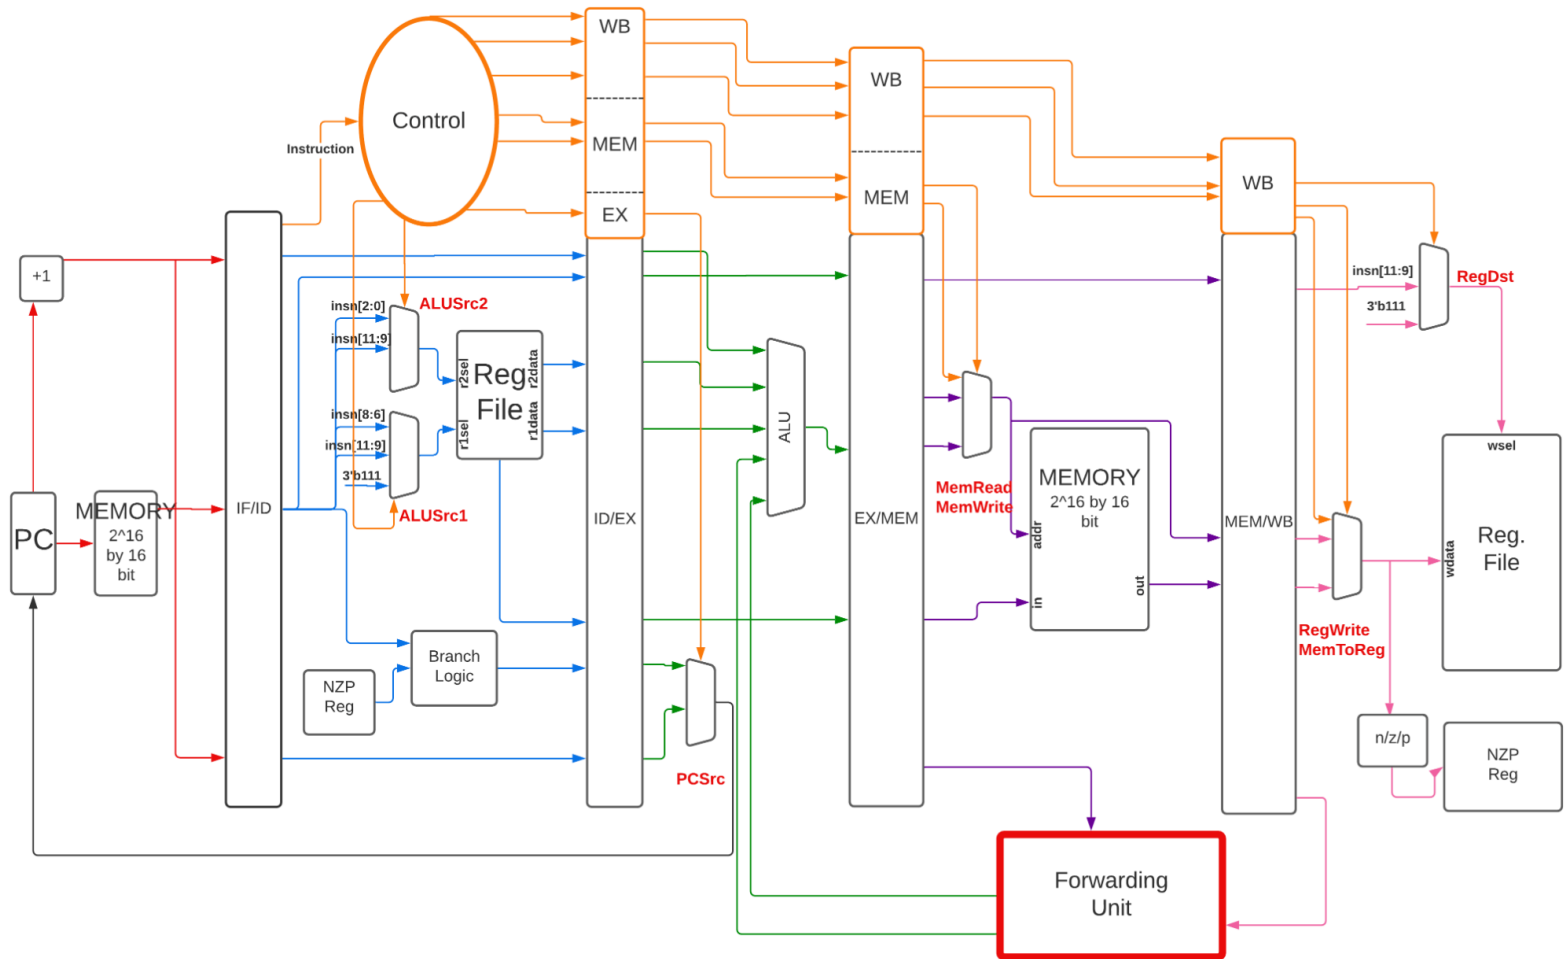 WB
Control
MEM
EX
Instruction
WB
MEM
WB
+1
insn[2:0]
ALUSrc2
insn[11:9]
insn[8:6]
insn[11:9]
3'b111
ALUSrc1
r2sel
r1sel
Reg
File
r2data
r1data
PC
MEMORY
2^16
by 16
bit
IF/ID
ID/EX
ALU
EX/MEM
MemRead
MemWrite
MEMORY
2^16 by 16
bit
addr
in
out
MEM/WB
insn[11:9]
3'b111
RegDst
wsel
wdata
Reg.
File
RegWrite
MemToReg
NZP
Reg
Branch
Logic
PCSrc
n/z/p
NZP
Reg
Forwarding
Unit